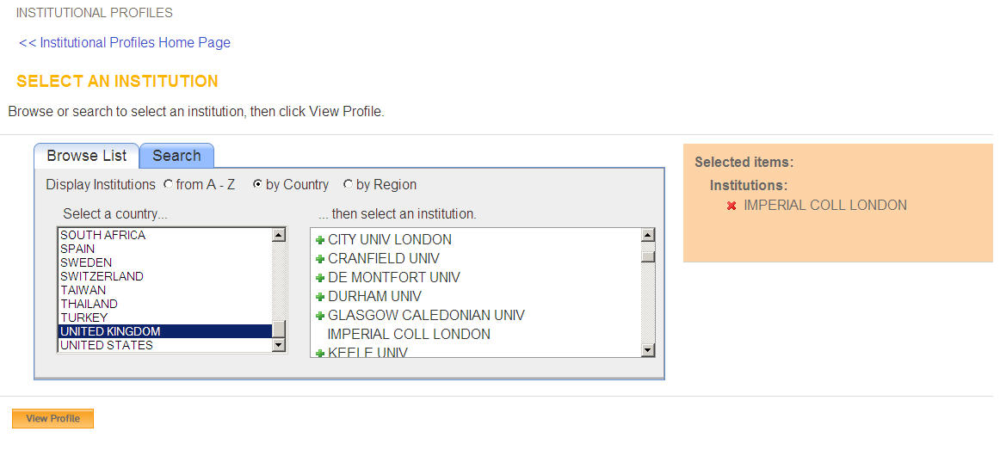 INSTITUTIONAL PROFILES
<< Institutional Profiles Home Page
SELECT AN INSTITUTION
Browse or search to select an institution, then click View Profile.
Browse List
Search
Display Institutions from A - Z by Country by Region
Select a country...
SOUTH AFRICA
SPAIN
SWEDEN
SWITZERLAND
TAIWAN
THAILAND
TURKEY
UNITED KINGDOM
UNITED STATES
... then select an institution.
CITY UNIV LONDON
CRANFIELD UNIV
DE MONTFORT UNIV
DURHAM UNIV
GLASGOW CALEDONIAN UNIV
IMPERIAL COLL LONDON
KEELE UNIV
Selected items:
Institutions:
IMPERIAL COLL LONDON
View Profile